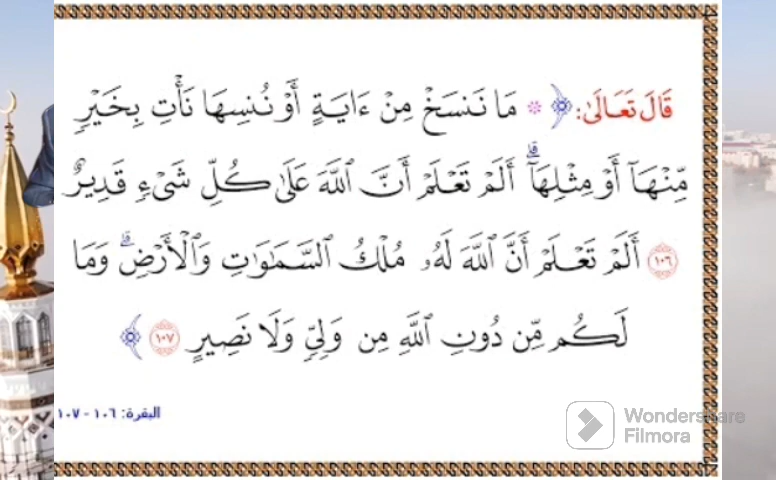 قَالَ تَعَالَىٰ: ﴿ ۞ مَا نَنسَخْ مِنْ ءَايَةٍ أَوْ نُنسِهَا نَأْتِ بِخَيْرٍ
مِّنْهَآ أَوْ مِثْلِهَآۗ أَلَمْ تَعْلَمْ أَنَّ ٱللَّهَ عَلَىٰ كُلِّ شَىْءٍ قَدِيرٌ
١٠٦ أَلَمْ تَعْلَمْ أَنَّ ٱللَّهَ لَهُۥ مُلْكُ ٱلسَّمَـٰوَٰتِ وَٱلْأَرْضِۗ وَمَا
لَكُم مِّن دُونِ ٱللَّهِ مِن وَلِىٍّ وَلَا نَصِيرٍ ١٠٧ ﴾
البقرة: ١٠٦ - ١٠٧
Wondershare
Filmora